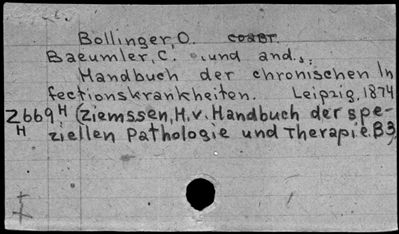 Bollinger, O.
Baeumler, C. und and.,
Handbuch der chronischen In
fectionskrankheiten. Leipzig, 1874
Z669H (Ziemssen, H. v. Handbuch der spe-
H ziellen Pathologie und Therapie. B3)